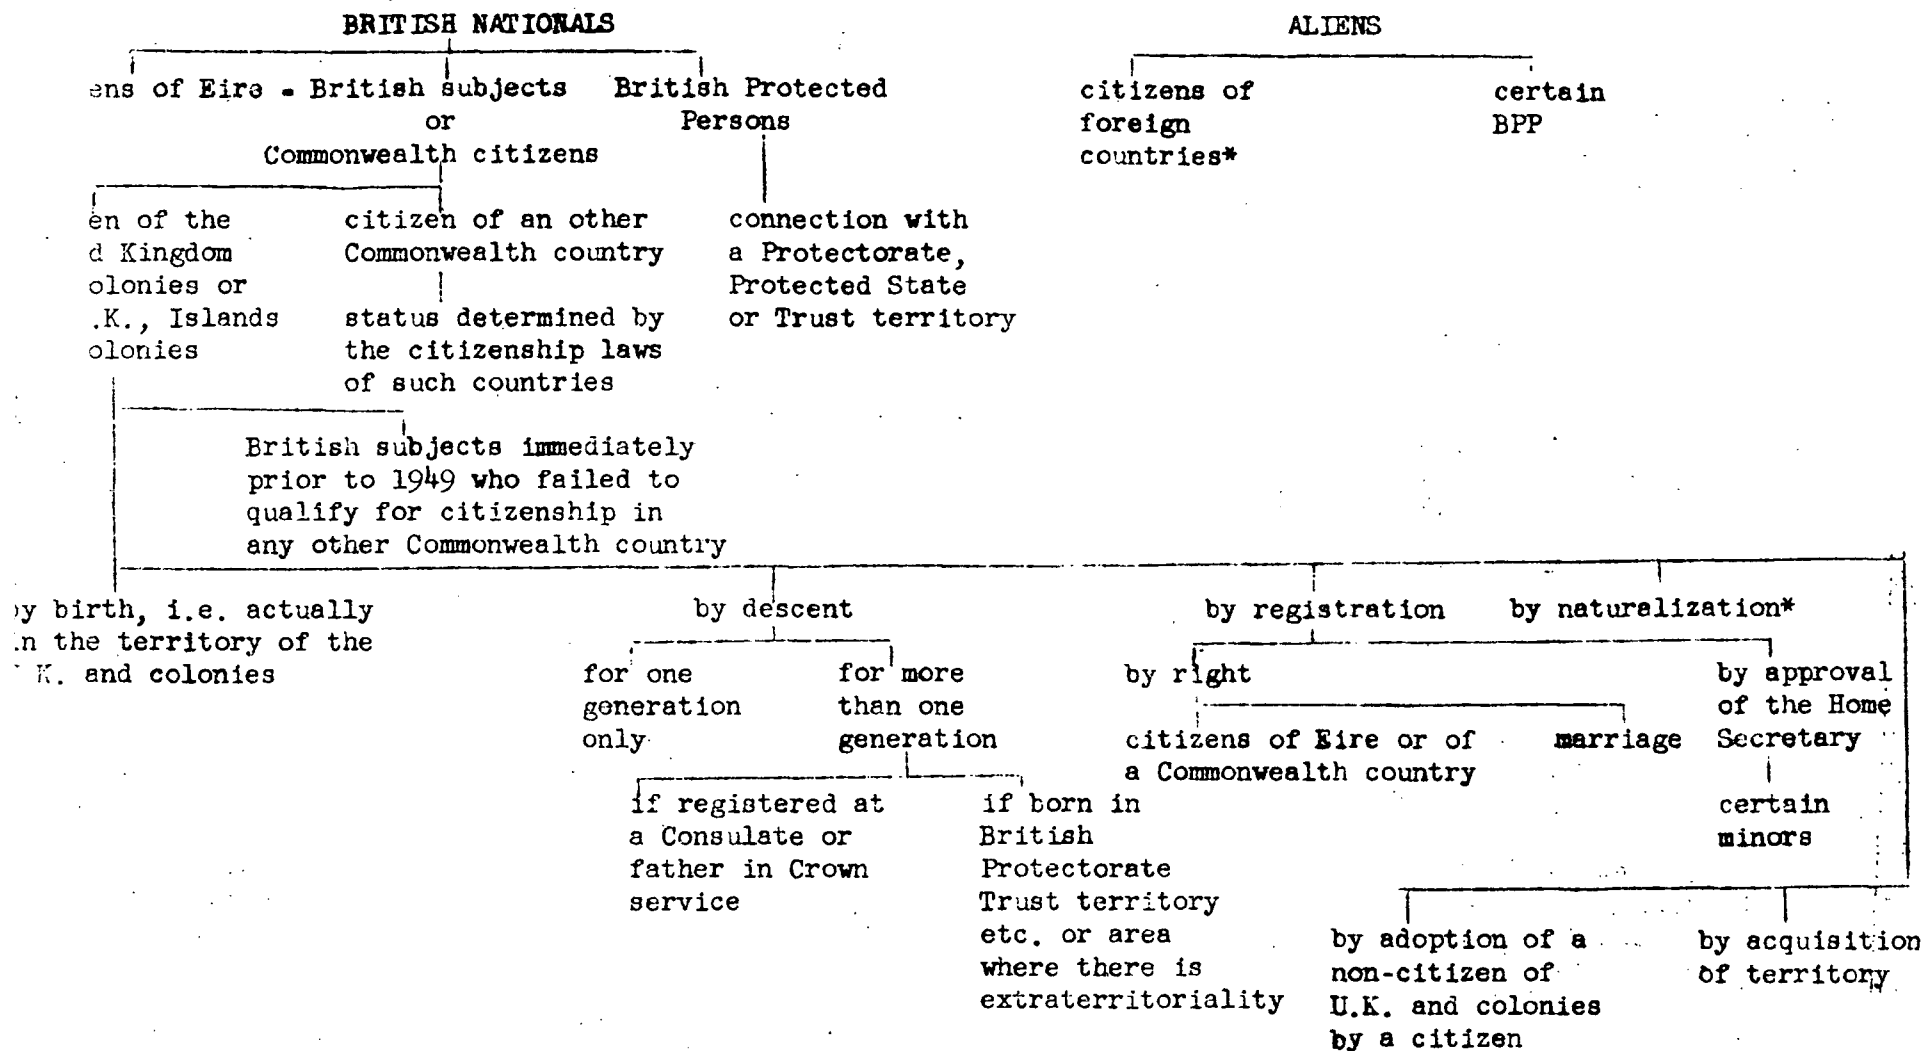 BRITISH NATIONALS
ALIENS
ens of Eire - British subjects
or
Commonwealth citizens
British Protected
Persons
citizens of
foreign
countries*
certain
BPP
en of the
d Kingdom
olonies or
.K., Islands
olonies
citizen of an other
Commonwealth country
status determined by
the citizenship laws
of such countries
connection with
a Protectorate,
Protected State
or Trust territory
British subjects immediately
prior to 1949 who failed to
qualify for citizenship in
any other Commonwealth country
y birth, i.e. actually
n the territory of the
K. and colonies
by descent
for one
generation
only
for more
than one
generation
if registered at
a Consulate or
father in Crown
service
if born in
British
Protectorate
Trust territory
etc. or area
where there is
extraterritoriality
by registration
by right
citizens of Eire or of
a Commonwealth country
marriage
by approval
of the Home
Secretary
certain
minors
by naturalization*
by adoption of a
non-citizen of
U.K. and colonies
by a citizen
by acquisition
of territory